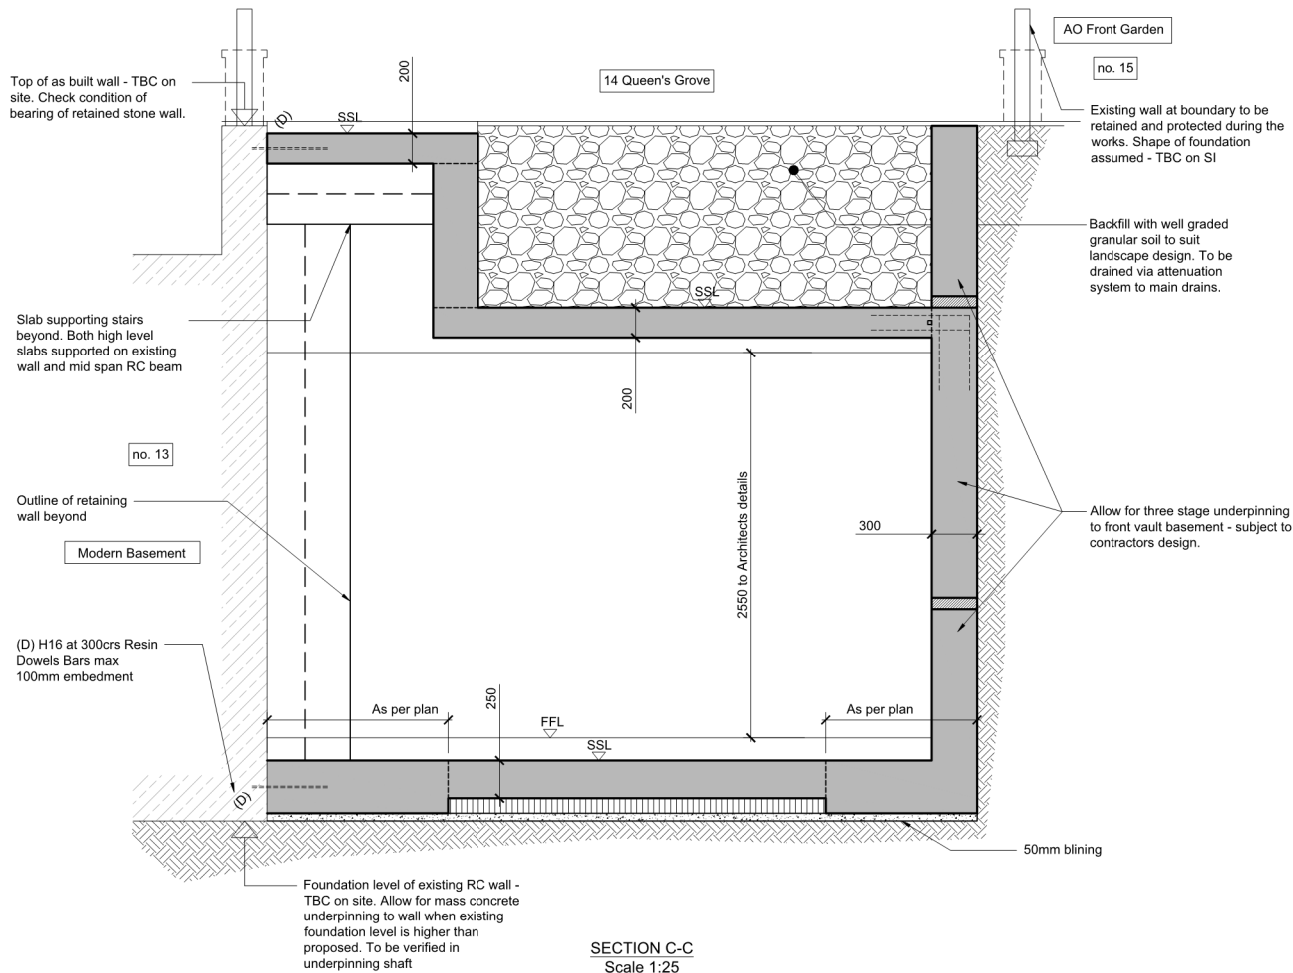 AO Front Garden
14 Queen's Grove
no. 15
Top of as built wall - TBC on
site. Check condition of
bearing of retained stone wall.
200
(D)
SSL
Existing wall at boundary to be
retained and protected during the
works. Shape of foundation
assumed - TBC on SI
Backfill with well graded
granular soil to suit
landscape design. To be
drained via attenuation
system to main drains.
SSL
Slab supporting stairs
beyond. Both high level
slabs supported on existing
wall and mid span RC beam
200
no. 13
2550 to Architects details
Outline of retaining
wall beyond
300
Allow for three stage underpinning
to front vault basement - subject to
contractors design.
Modern Basement
(D) H16 at 300crs Resin
Dowels Bars max
100mm embedment
As per plan
250
As per plan
FFL
SSL
(D)
50mm blining
Foundation level of existing RC wall -
TBC on site. Allow for mass concrete
underpinning to wall when existing
foundation level is higher than
proposed. To be verified in
underpinning shaft
SECTION C-C
Scale 1:25